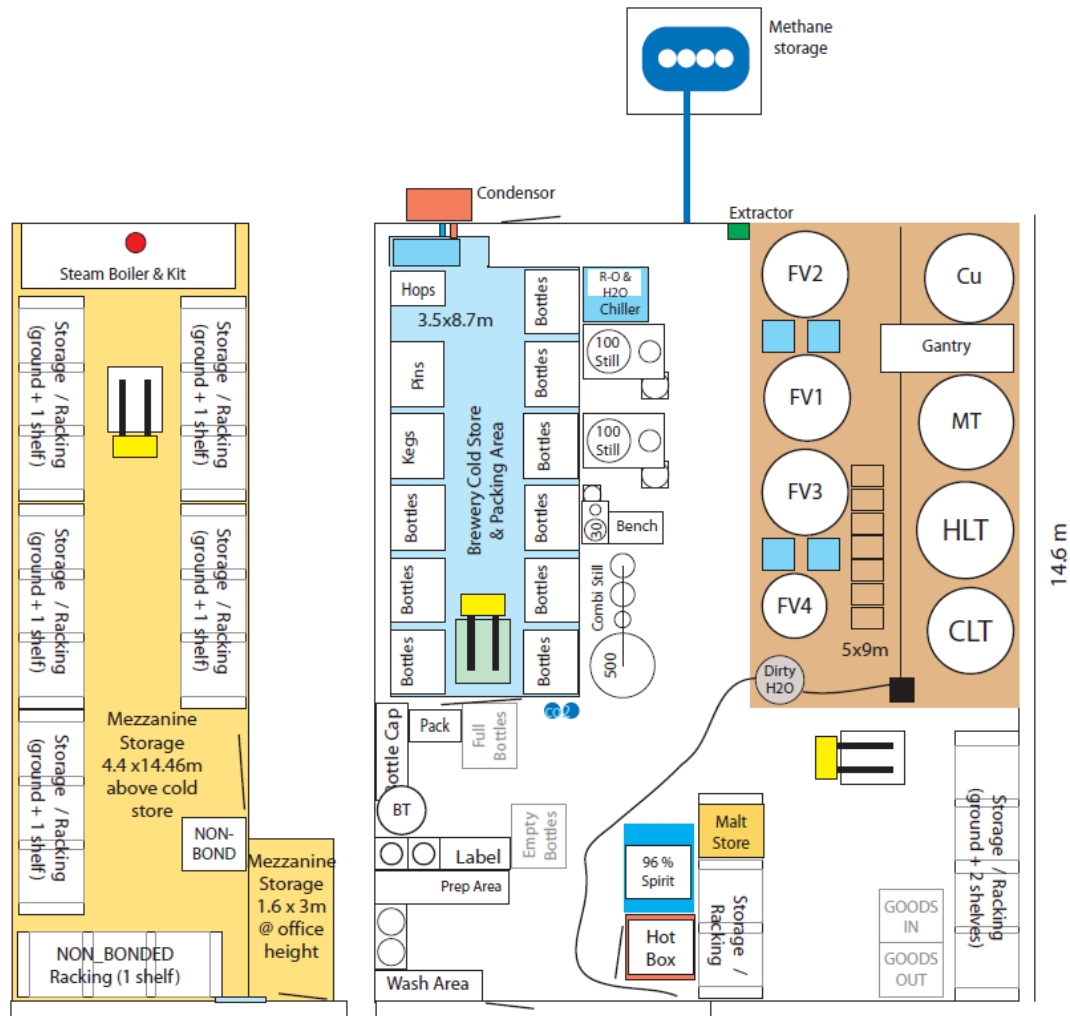 Methane
storage
Condensor
Extractor
Steam Boiler & Kit
Storage / Racking
(ground + 1 shelf)
Storage / Racking
(ground + 1 shelf)
Storage / Racking
(ground + 1 shelf)
Storage / Racking
(ground + 1 shelf)
Storage / Racking
(ground + 1 shelf)
Mezzanine
Storage
4.4 x14.46m
above cold
store
NON-
BOND
Mezzanine
Storage
1.6 x 3m
@ office
height
NON_BONDED
Racking (1 shelf)
Hops
3.5x8.7m
Pins
Kegs
Bottles
Bottles
Bottles
Brewery Cold Store
& Packing Area
Bottles
Bottles
Bottles
Bottles
Bottles
Bottles
R-O &
H2O
Chiller
100
Still
100
Still
30
Bench
Combi Still
500
co2
FV2
FV1
FV3
FV4
Cu
Gantry
MT
HLT
CLT
5x9m
Dirty
H2O
14.6 m
Bottle Cap
Pack
Full
Bottles
BT
Label
Empty
Bottles
Prep Area
Wash Area
96 %
Spirit
Hot
Box
Malt
Store
Storage /
Racking
GOODS
IN
GOODS
OUT
Storage / Racking
(ground + 2 shelves)